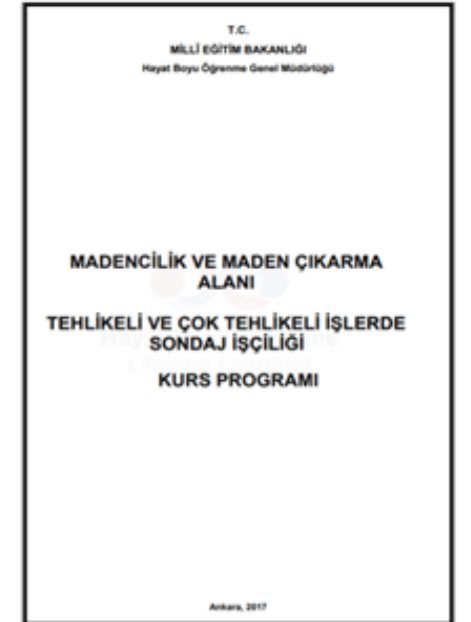 T.C.
MİLLÎ EĞİTİM BAKANLIĞI
Hayat Boyu Öğrenme Genel Müdürlüğü
MADENCİLİK VE MADEN ÇIKARMA
ALANI
TEHLİKELİ VE ÇOK TEHLİKELİ İŞLERDE
SONDAJ İŞÇİLİĞİ
KURS PROGRAMI
Ankara, 2017